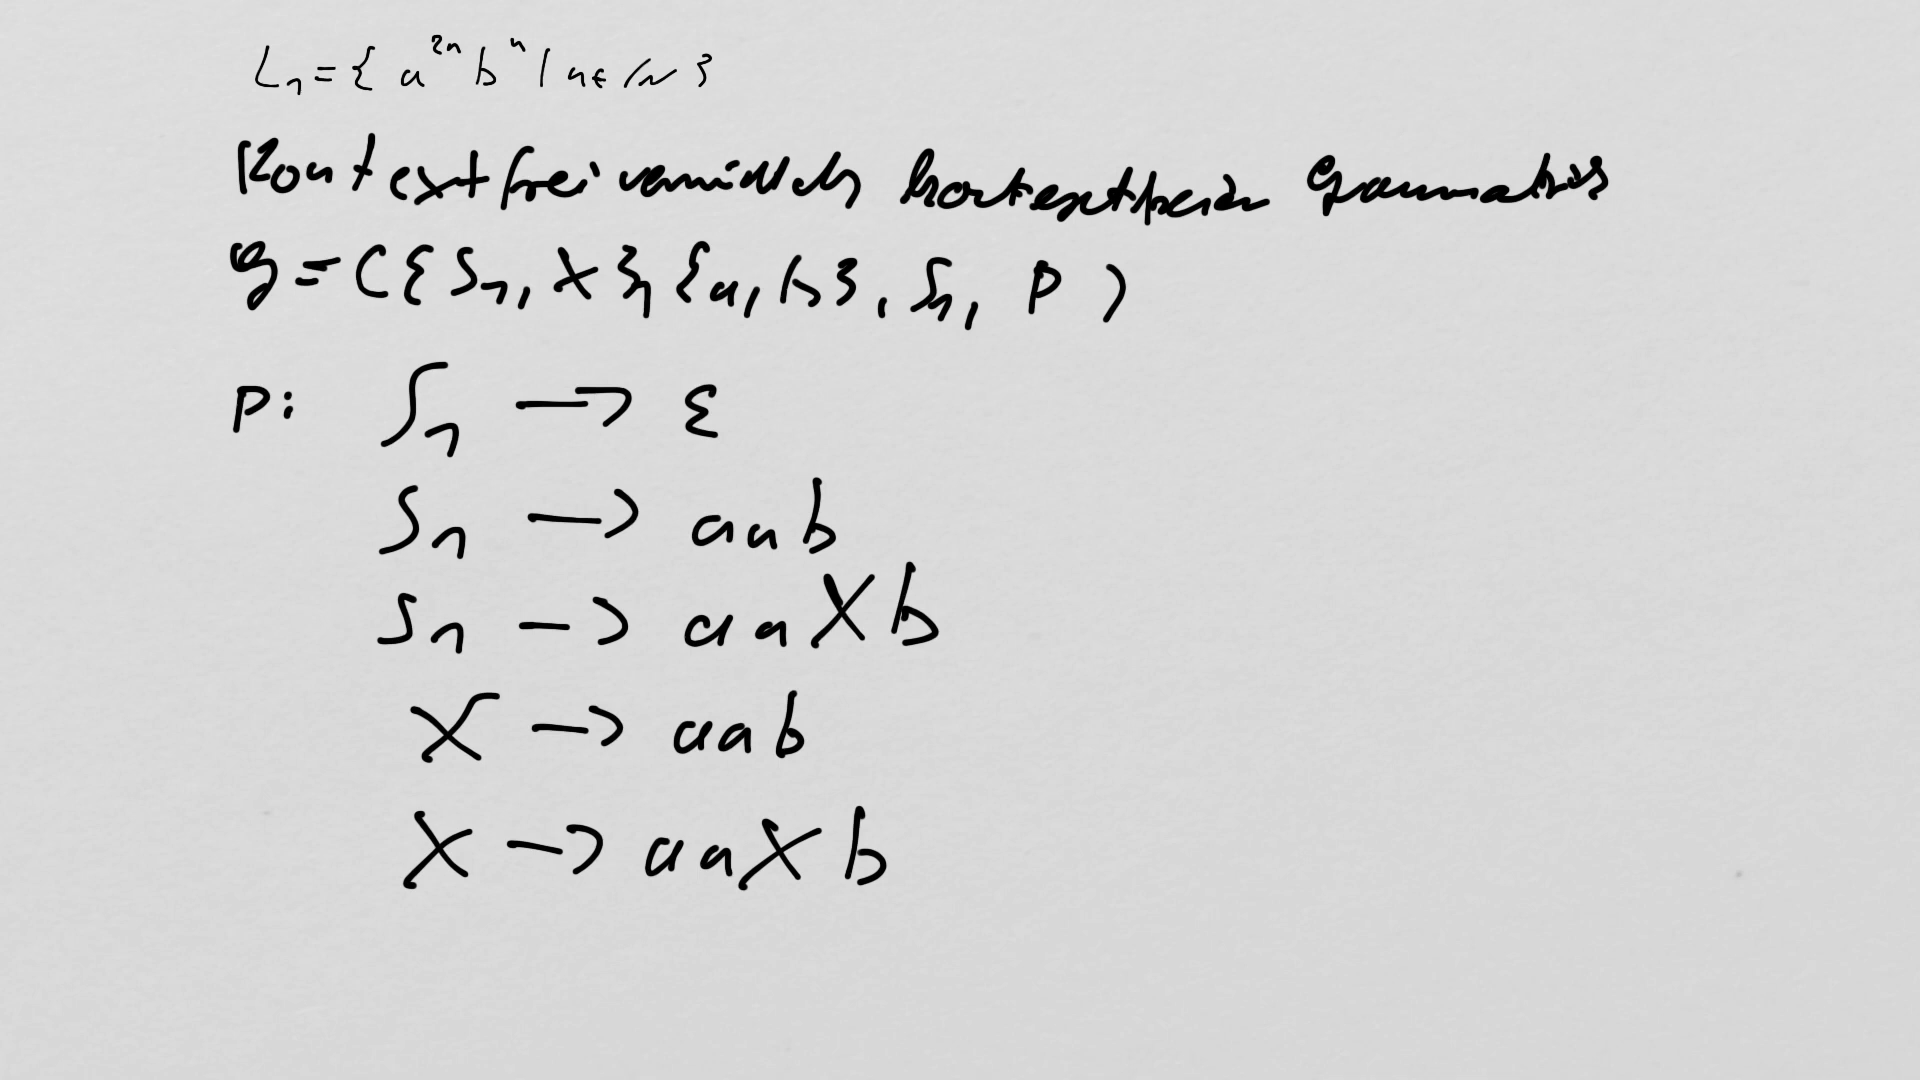 L₁ = { a²ⁿ bⁿ | n ∈ ℕ }
Kontextfrei vermittels kontextfreier Grammatik
G = ({S₁, X}, {a, b}, S₁, P)
P: S₁ → ε
S₁ → aab
S₁ → aaXb
X → aab
X → aaXb